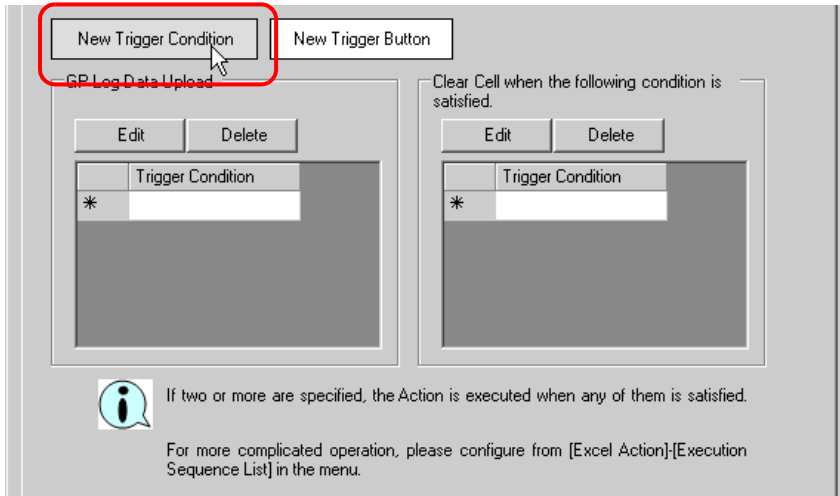 New Trigger Condition New Trigger Button
GP Log Data Upload
Clear Cell when the following condition is
satisfied.
Edit Delete
Edit Delete
Trigger Condition
Trigger Condition
*
*
If two or more are specified, the Action is executed when any of them is satisfied.
For more complicated operation, please configure from [Excel Action]-[Execution
Sequence List] in the menu.